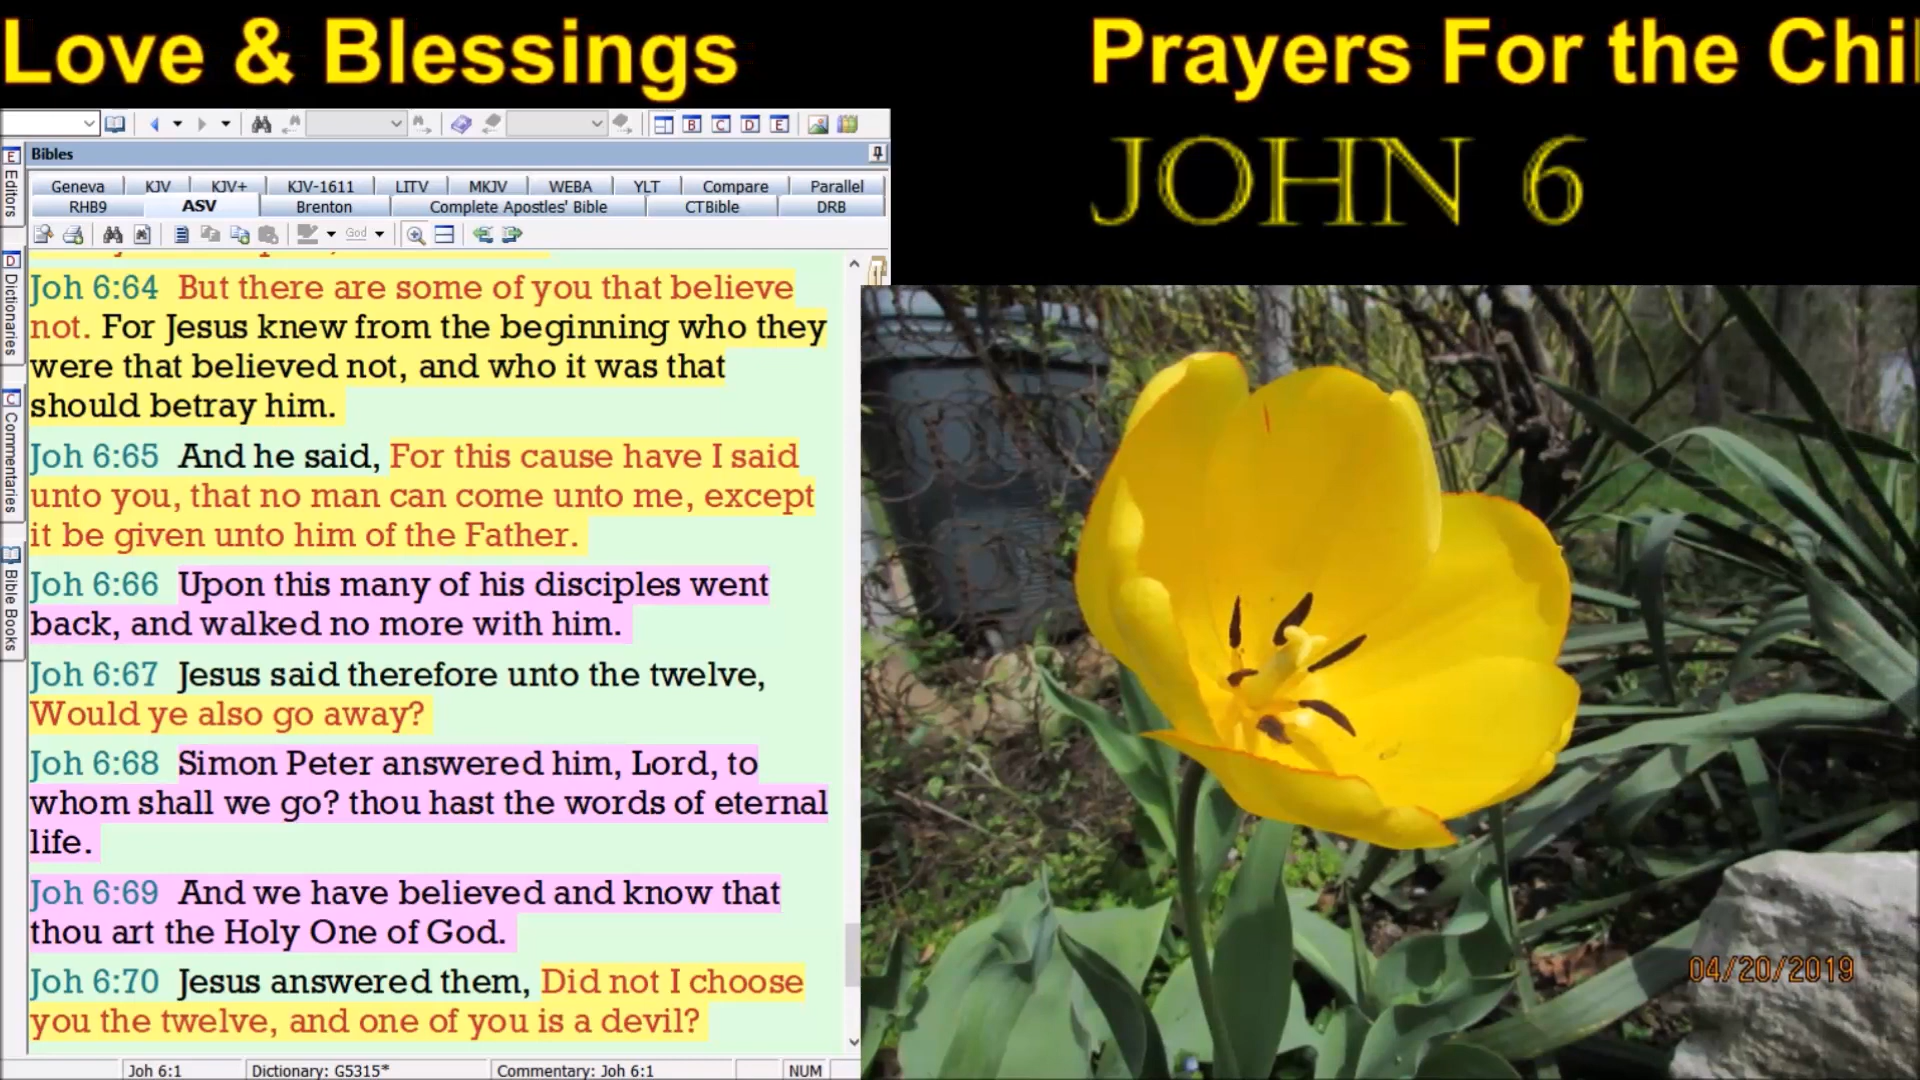 Love & Blessings
Prayers For the Chi
JOHN 6
Bibles
Geneva KJV KJV+ KJV-1611 LITV MKJV WEBA YLT Compare Parallel
RHB9 ASV Brenton Complete Apostles' Bible CTBible DRB
B C D E
God
E Editors
D Dictionaries
C Commentaries
Bible Books
Joh 6:64 But there are some of you that believe
not. For Jesus knew from the beginning who they
were that believed not, and who it was that
should betray him.
Joh 6:65 And he said, For this cause have I said
unto you, that no man can come unto me, except
it be given unto him of the Father.
Joh 6:66 Upon this many of his disciples went
back, and walked no more with him.
Joh 6:67 Jesus said therefore unto the twelve,
Would ye also go away?
Joh 6:68 Simon Peter answered him, Lord, to
whom shall we go? thou hast the words of eternal
life.
Joh 6:69 And we have believed and know that
thou art the Holy One of God.
Joh 6:70 Jesus answered them, Did not I choose
you the twelve, and one of you is a devil?
Joh 6:1 Dictionary: G5315* Commentary: Joh 6:1 NUM
04/20/2019